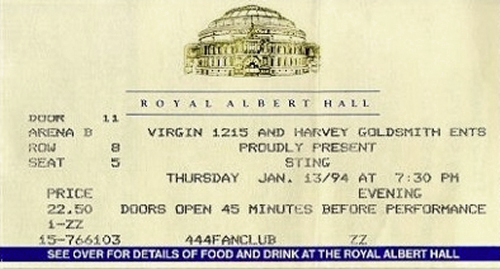 ROYAL ALBERT HALL
DOOR 11
ARENA B VIRGIN 1215 AND HARVEY GOLDSMITH ENTS
ROW 8 PROUDLY PRESENT
SEAT 5 STING
THURSDAY JAN. 13/94 AT 7:30 PM
PRICE EVENING
22.50 DOORS OPEN 45 MINUTES BEFORE PERFORMANCE
1-ZZ
15-766103 444FANCLUB ZZ
SEE OVER FOR DETAILS OF FOOD AND DRINK AT THE ROYAL ALBERT HALL